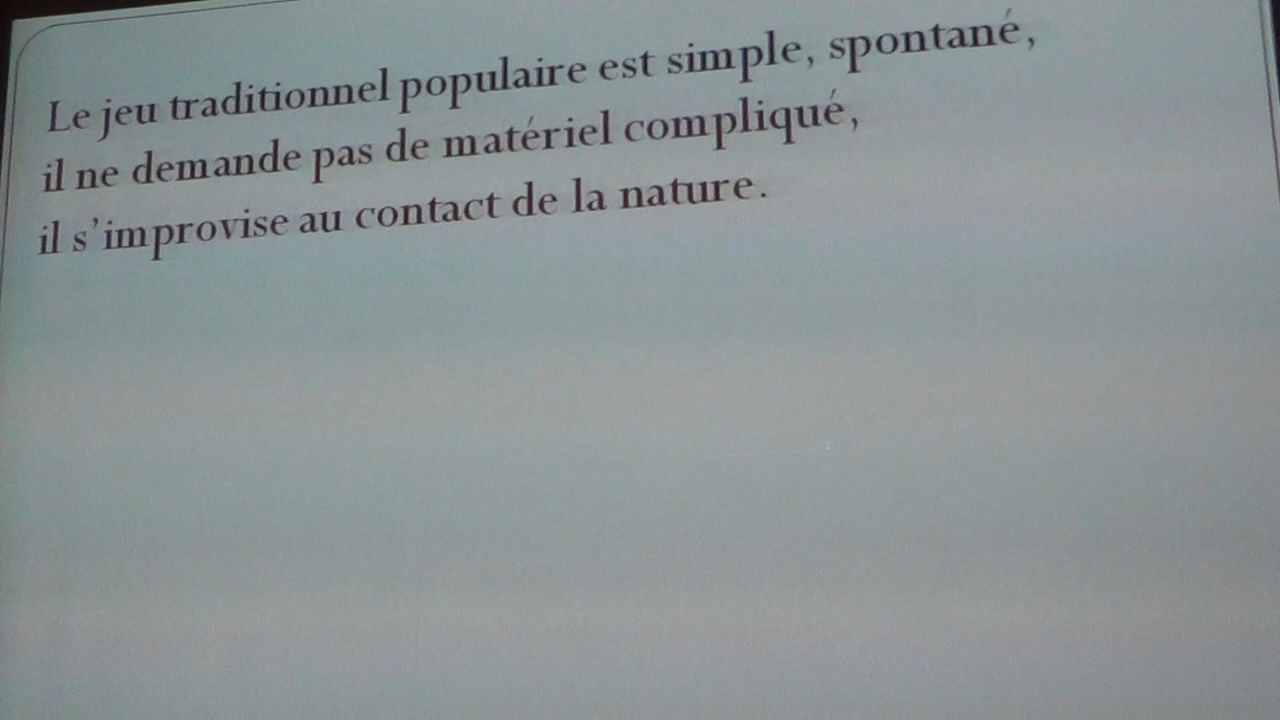 Le jeu traditionnel populaire est simple, spontané,
il ne demande pas de matériel compliqué,
il s'improvise au contact de la nature.